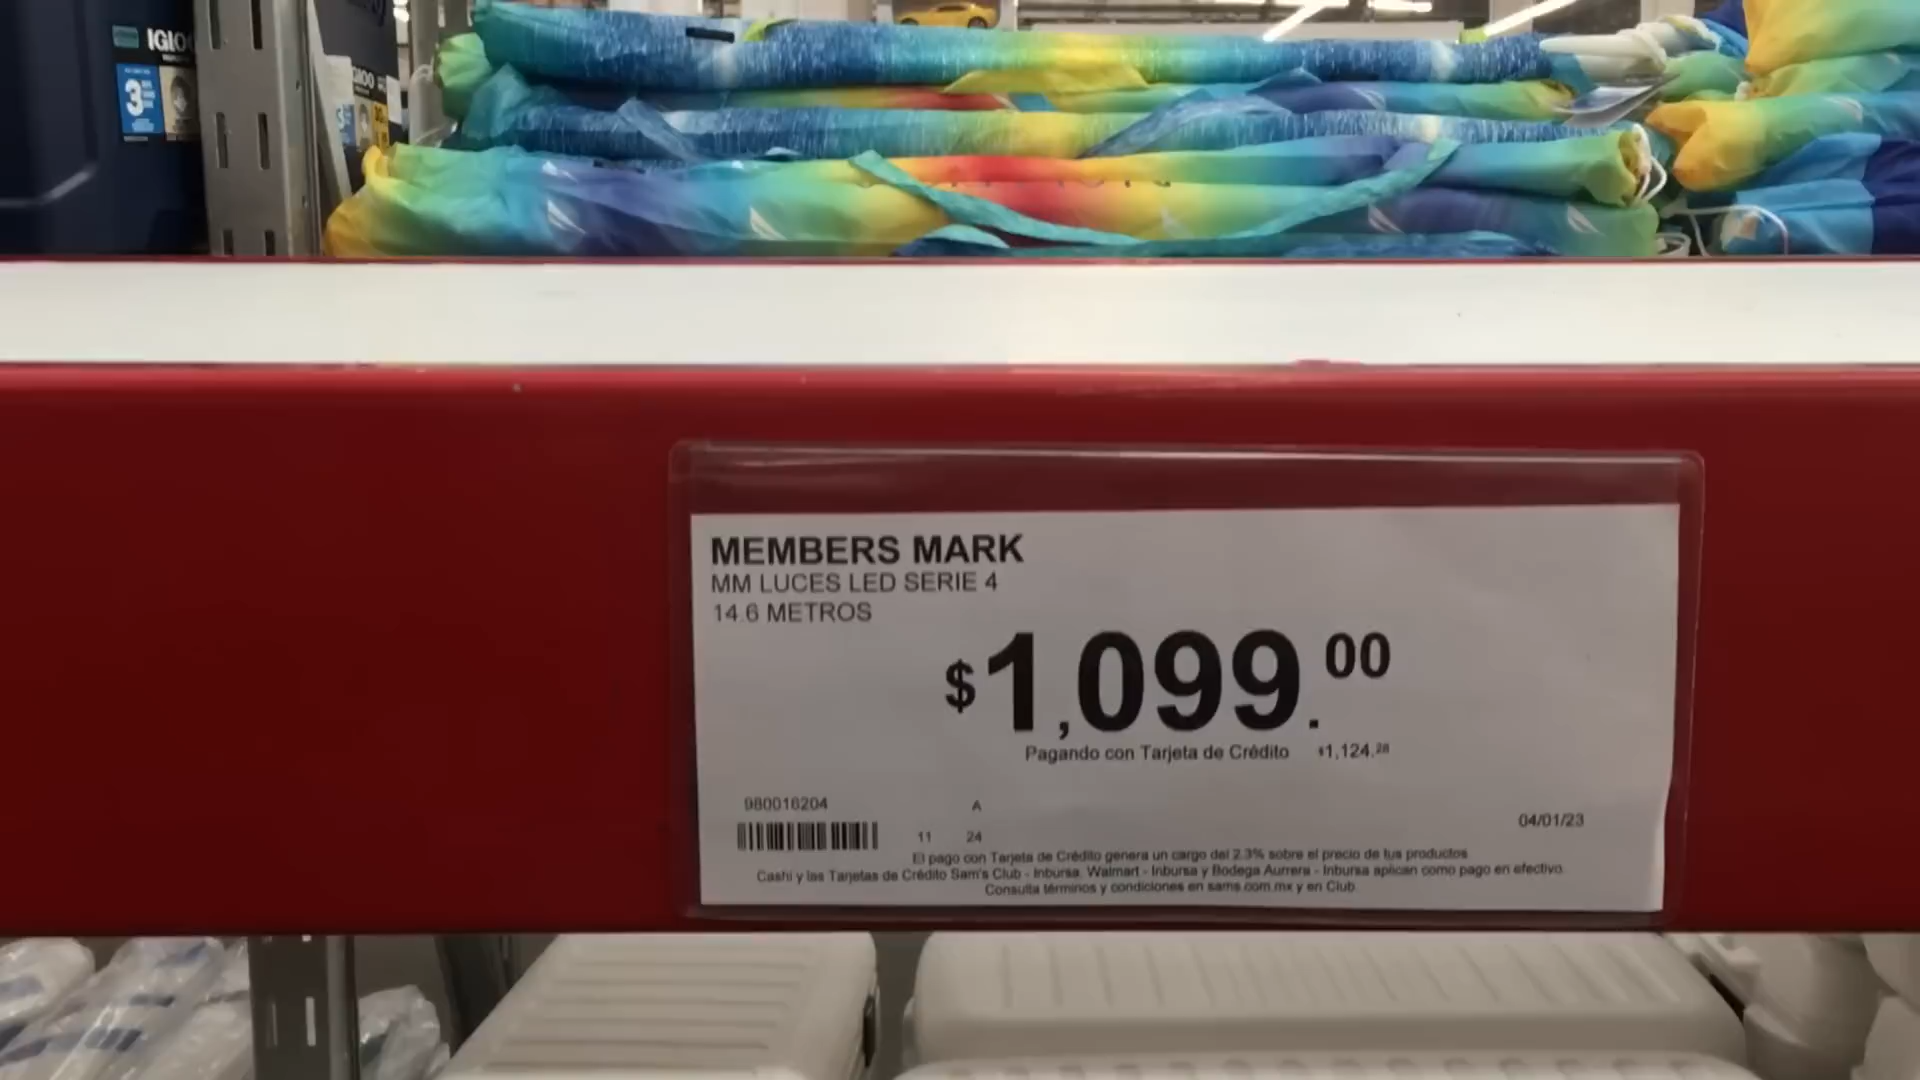 IGLOO
3
MEMBERS MARK
MM LUCES LED SERIE 4
14.6 METROS
$1,099.00
Pagando con Tarjeta de Crédito $1,124.28
980016204 A
11 24
04/01/23
El pago con Tarjeta de Crédito genera un cargo del 2.3% sobre el precio de tus productos
Cashi y las Tarjetas de Crédito Sam's Club - Inbursa, Walmart - Inbursa y Bodega Aurrera - Inbursa aplican como pago en efectivo.
Consulta términos y condiciones en sams.com.mx y en Club.